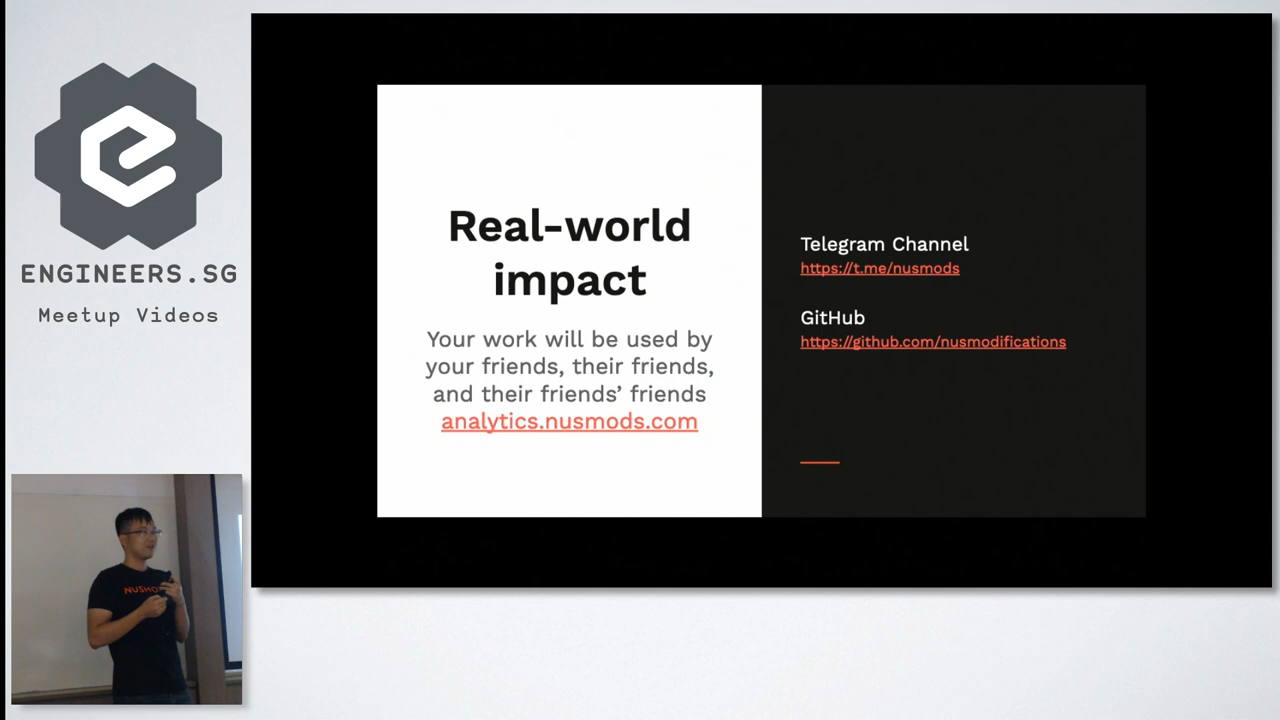 ENGINEERS.SG
Meetup Videos
Real-world
impact
Your work will be used by
your friends, their friends,
and their friends’ friends
analytics.nusmods.com
Telegram Channel
https://t.me/nusmods
GitHub
https://github.com/nusmodifications